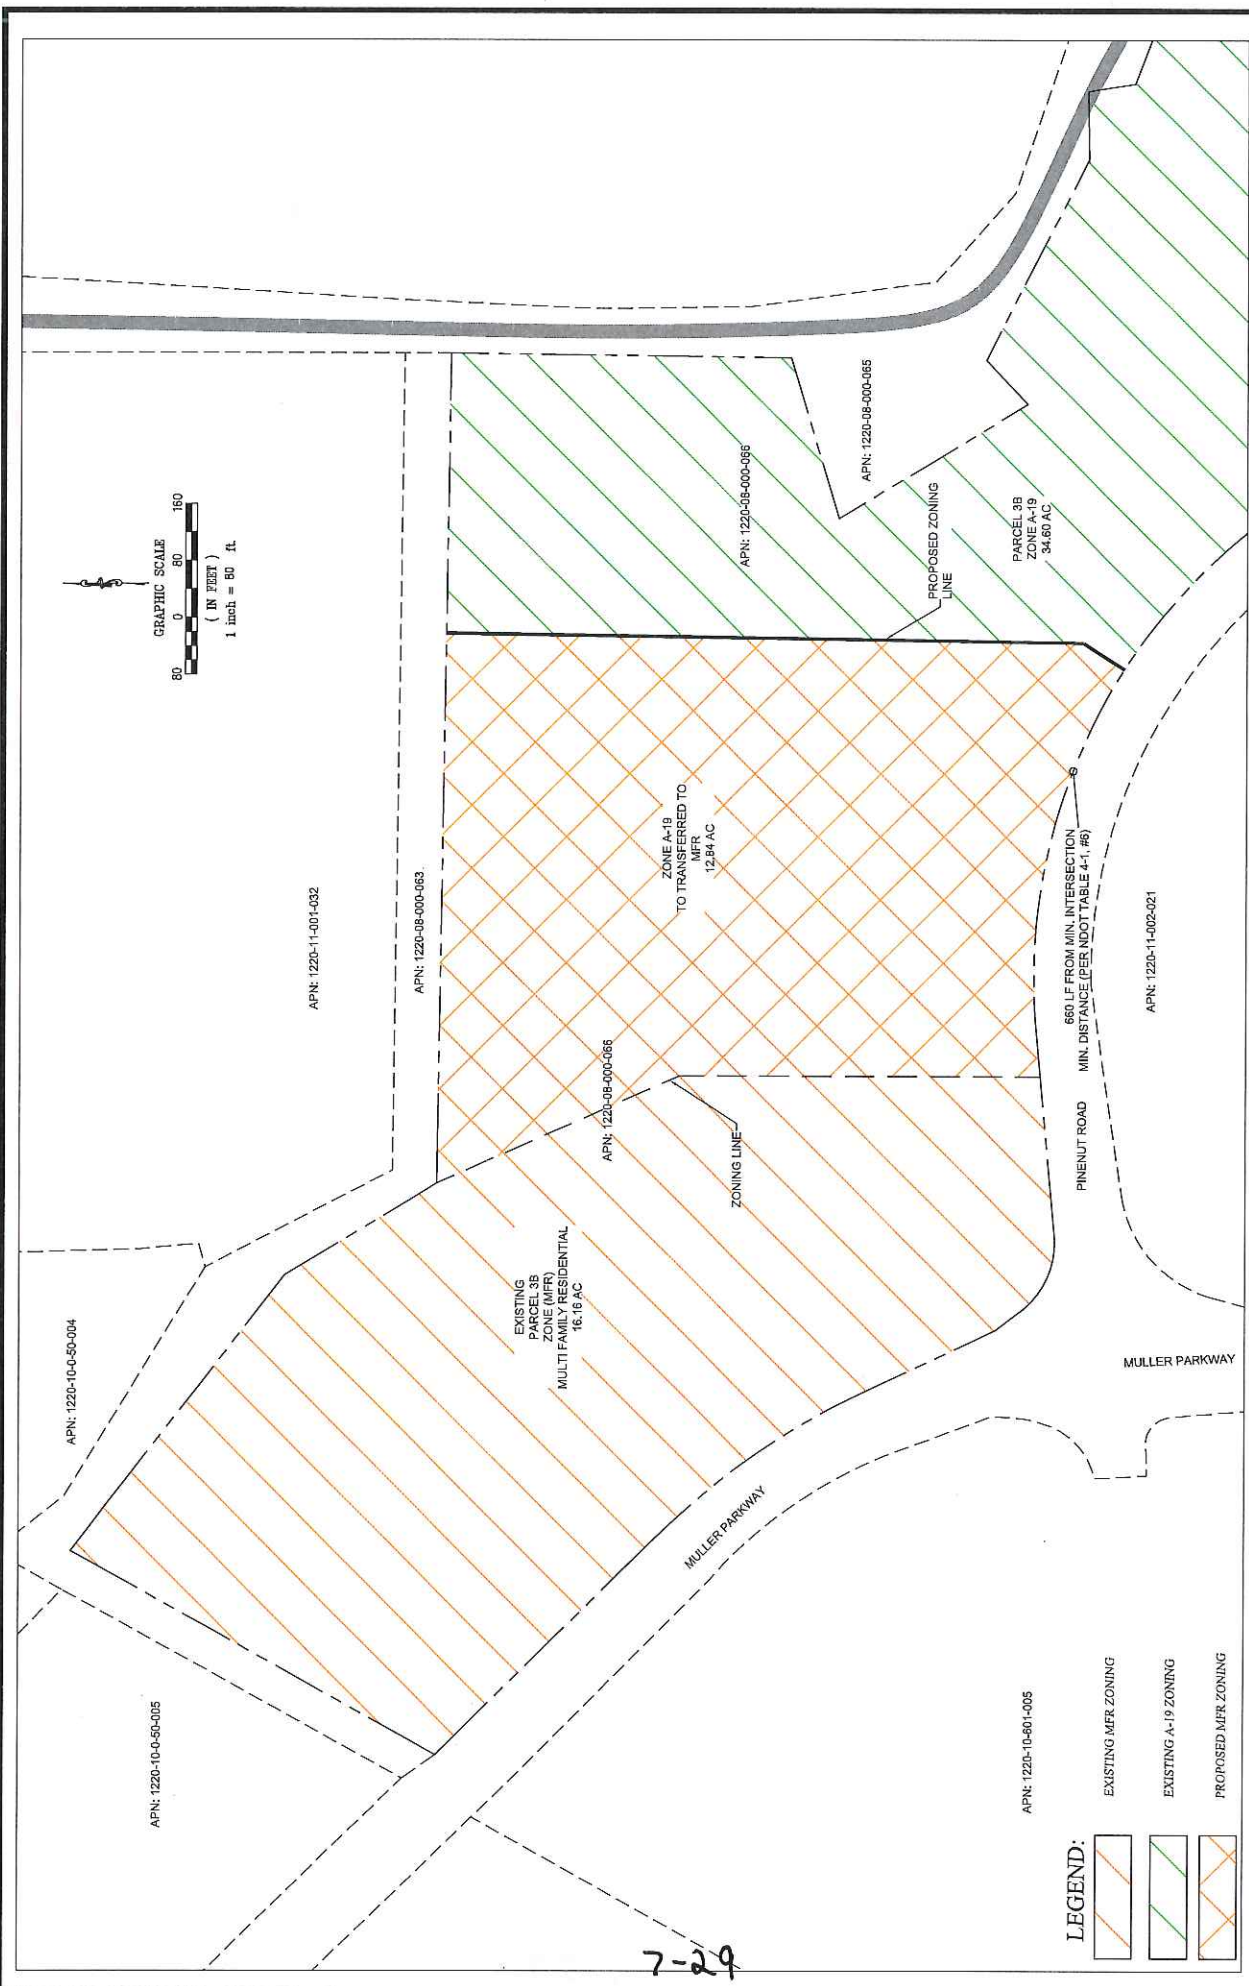 GRAPHIC SCALE
80 0 80 160
( IN FEET )
1 inch = 80 ft.
APN: 1220-10-0-50-005
APN: 1220-10-0-50-004
APN: 1220-11-001-032
APN: 1220-08-000-063
APN: 1220-08-000-066
APN: 1220-08-000-066
APN: 1220-08-000-065
EXISTING
PARCEL 3B
ZONE (MFR)
MULTI FAMILY RESIDENTIAL
16.16 AC
ZONE A-19
TO TRANSFERRED TO
MFR
12.84 AC
ZONING LINE
PROPOSED ZONING
LINE
PARCEL 3B
ZONE A-19
34.60 AC
MULLER PARKWAY
MULLER PARKWAY
PINENUT ROAD
660 LF FROM MIN. INTERSECTION
MIN. DISTANCE (PER NDOT TABLE 4-1, #6)
APN: 1220-11-002-021
APN: 1220-10-601-005
LEGEND:
EXISTING MFR ZONING
EXISTING A-19 ZONING
PROPOSED MFR ZONING
7-29